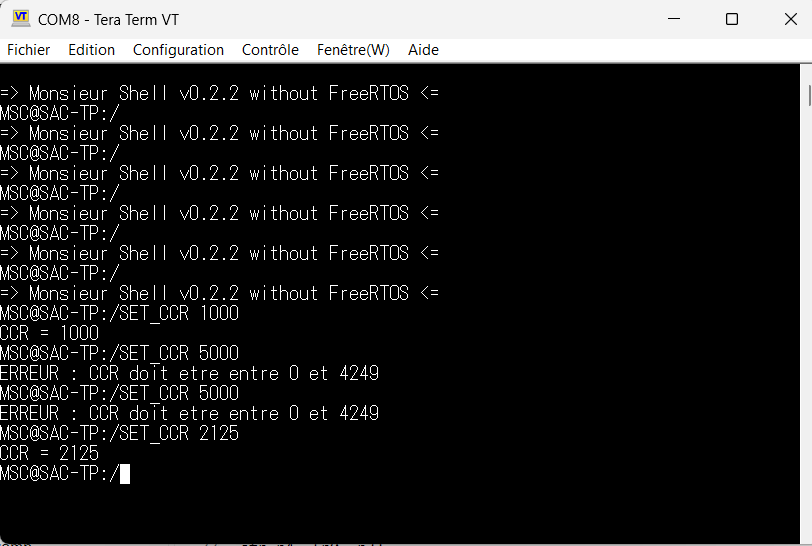 VT COM8 - Tera Term VT
Fichier Edition Configuration Contrôle Fenêtre(W) Aide
=> Monsieur Shell v0.2.2 without FreeRTOS <=
MSC@SAC-TP:/
=> Monsieur Shell v0.2.2 without FreeRTOS <=
MSC@SAC-TP:/
=> Monsieur Shell v0.2.2 without FreeRTOS <=
MSC@SAC-TP:/
=> Monsieur Shell v0.2.2 without FreeRTOS <=
MSC@SAC-TP:/
=> Monsieur Shell v0.2.2 without FreeRTOS <=
MSC@SAC-TP:/
=> Monsieur Shell v0.2.2 without FreeRTOS <=
MSC@SAC-TP:/SET_CCR 1000
CCR = 1000
MSC@SAC-TP:/SET_CCR 5000
ERREUR : CCR doit etre entre 0 et 4249
MSC@SAC-TP:/SET_CCR 5000
ERREUR : CCR doit etre entre 0 et 4249
MSC@SAC-TP:/SET_CCR 2125
CCR = 2125
MSC@SAC-TP:/